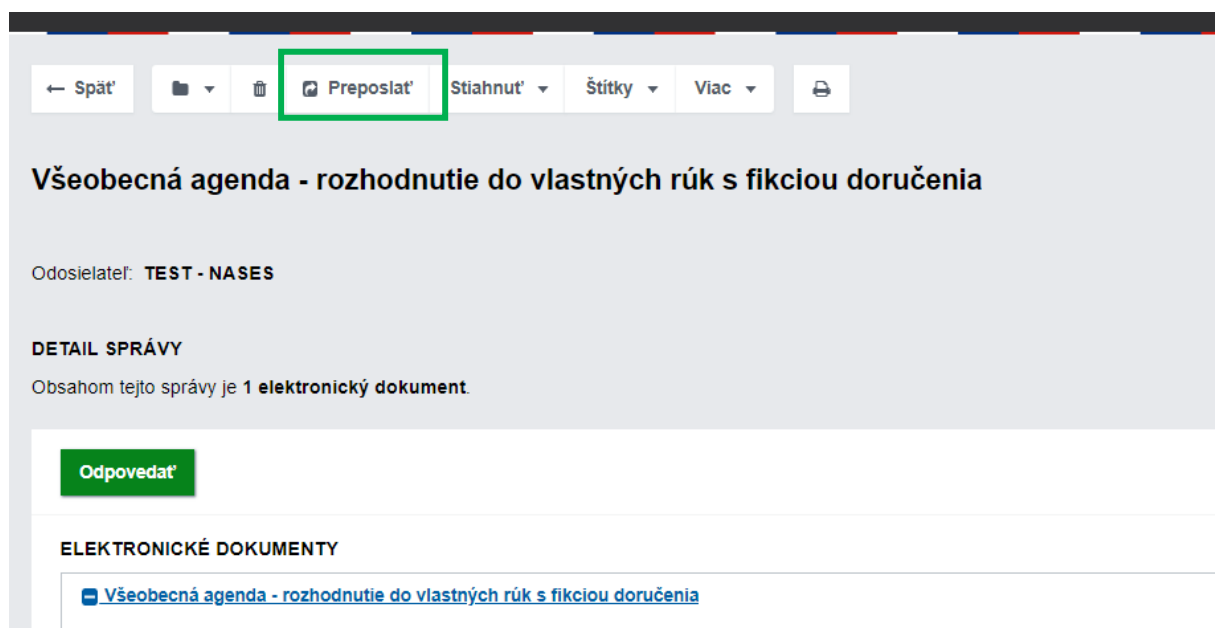 ← Späť Preposlať Stiahnuť Štítky Viac
Všeobecná agenda - rozhodnutie do vlastných rúk s fikciou doručenia
Odosielateľ: TEST - NASES
DETAIL SPRÁVY
Obsahom tejto správy je 1 elektronický dokument.
Odpovedať
ELEKTRONICKÉ DOKUMENTY
Všeobecná agenda - rozhodnutie do vlastných rúk s fikciou doručenia